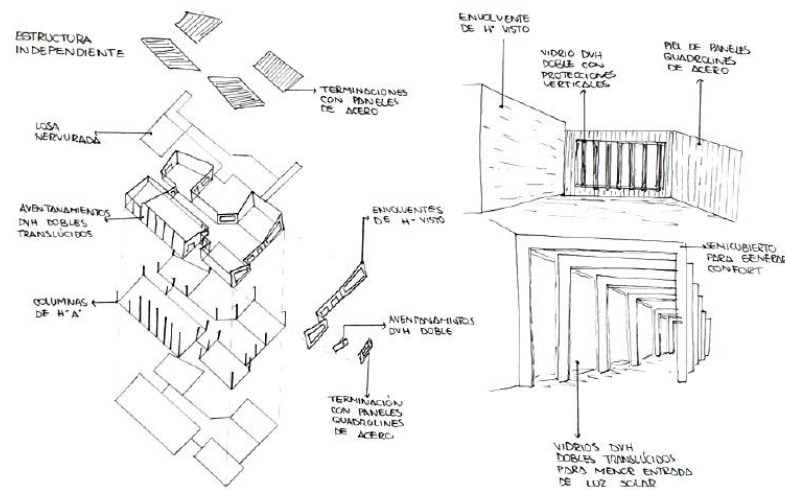 ESTRUCTURA
INDEPENDIENTE
TERMINACIONES
CON PANELES
DE ACERO
LOSA
NERVURADA
AVENTANAMIENTOS
DVH DOBLES
TRANSLÚCIDOS
ENVOLVENTES
DE H° VISTO
COLUMNAS
DE H°A°
AVENTANAMIENTOS
DVH DOBLE
TERMINACIÓN
CON PANELES
QUADROLINES
DE ACERO
ENVOLVENTE
DE H° VISTO
VIDRIO DVH
DOBLE CON
PROTECCIONES
VERTICALES
PIEL DE PANELES
QUADROLINES
DE ACERO
SEMICUBIERTO
PARA GENERAR
CONFORT
VIDRIOS DVH
DOBLES TRANSLÚCIDOS
PARA MENOR ENTRADA
DE LUZ SOLAR